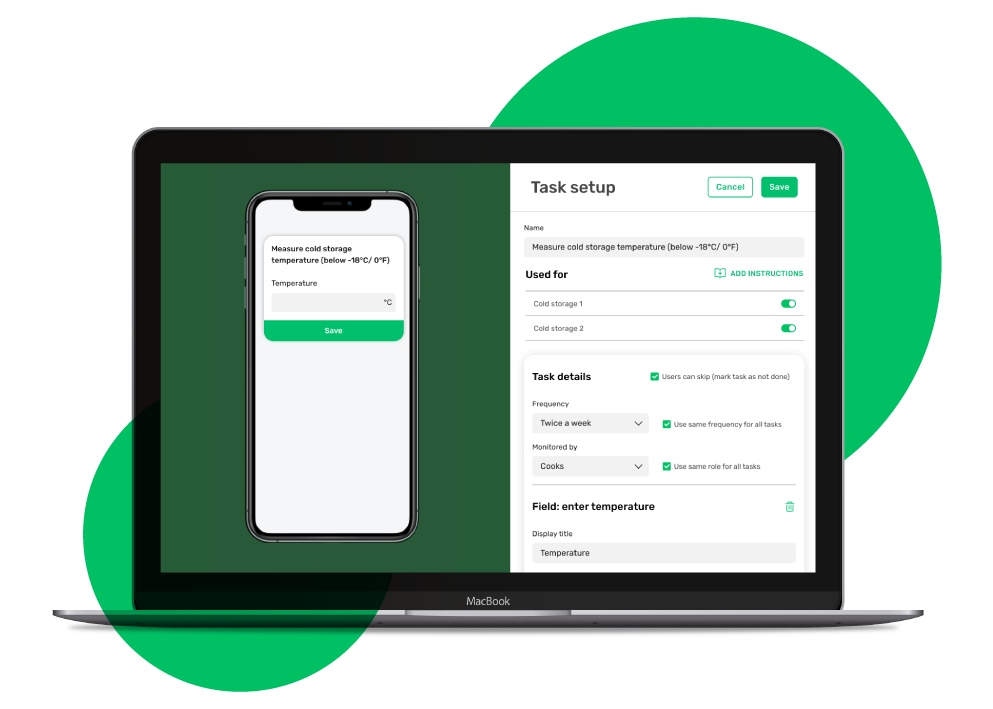 Measure cold storage
temperature (below -18°C/ 0°F)
Temperature
°C
Save
Task setup
Cancel
Save
Name
Measure cold storage temperature (below -18°C/ 0°F)
Used for
ADD INSTRUCTIONS
Cold storage 1
Cold storage 2
Task details
Users can skip (mark task as not done)
Frequency
Twice a week
Use same frequency for all tasks
Monitored by
Cooks
Use same role for all tasks
Field: enter temperature
Display title
Temperature
MacBook